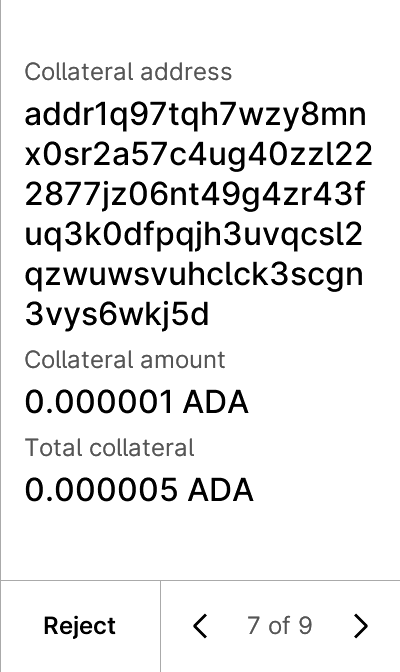 Collateral address
addr1q97tqh7wzy8mn
x0sr2a57c4ug40zzl22
2877jz06nt49g4zr43f
uq3k0dfpqjh3uvqcsl2
qzwuwsvuhclck3scgn
3vys6wkj5d
Collateral amount
0.000001 ADA
Total collateral
0.000005 ADA
Reject
7 of 9